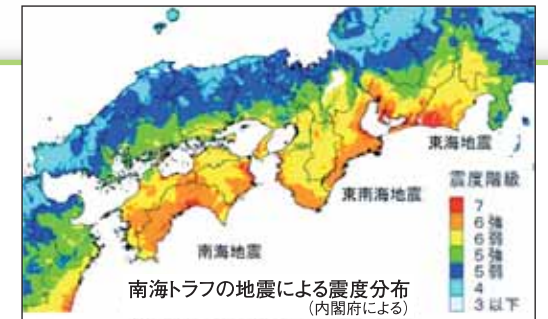 東海地震
東南海地震
南海地震
震度階級
7
6強
6弱
5強
5弱
4
3以下
南海トラフの地震による震度分布
(内閣府による)